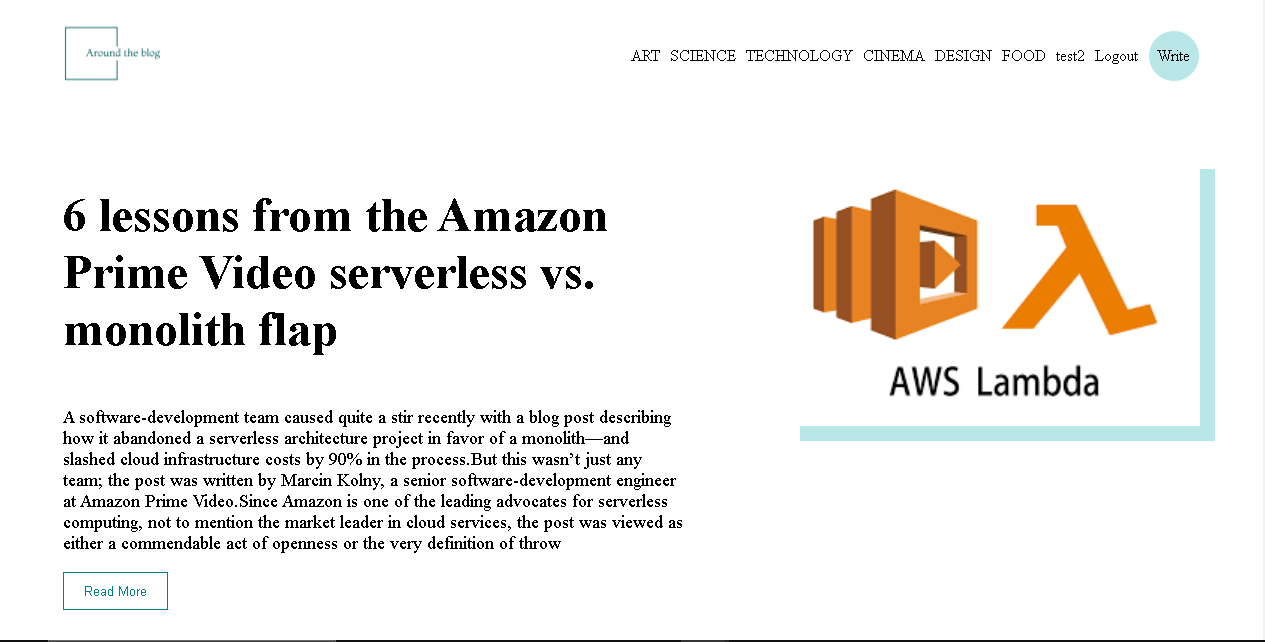 Around the blog
ART SCIENCE TECHNOLOGY CINEMA DESIGN FOOD test2 Logout Write
6 lessons from the Amazon
Prime Video serverless vs.
monolith flap
AWS Lambda
A software-development team caused quite a stir recently with a blog post describing
how it abandoned a serverless architecture project in favor of a monolith—and
slashed cloud infrastructure costs by 90% in the process.But this wasn’t just any
team; the post was written by Marcin Kolny, a senior software-development engineer
at Amazon Prime Video.Since Amazon is one of the leading advocates for serverless
computing, not to mention the market leader in cloud services, the post was viewed as
either a commendable act of openness or the very definition of throw
Read More